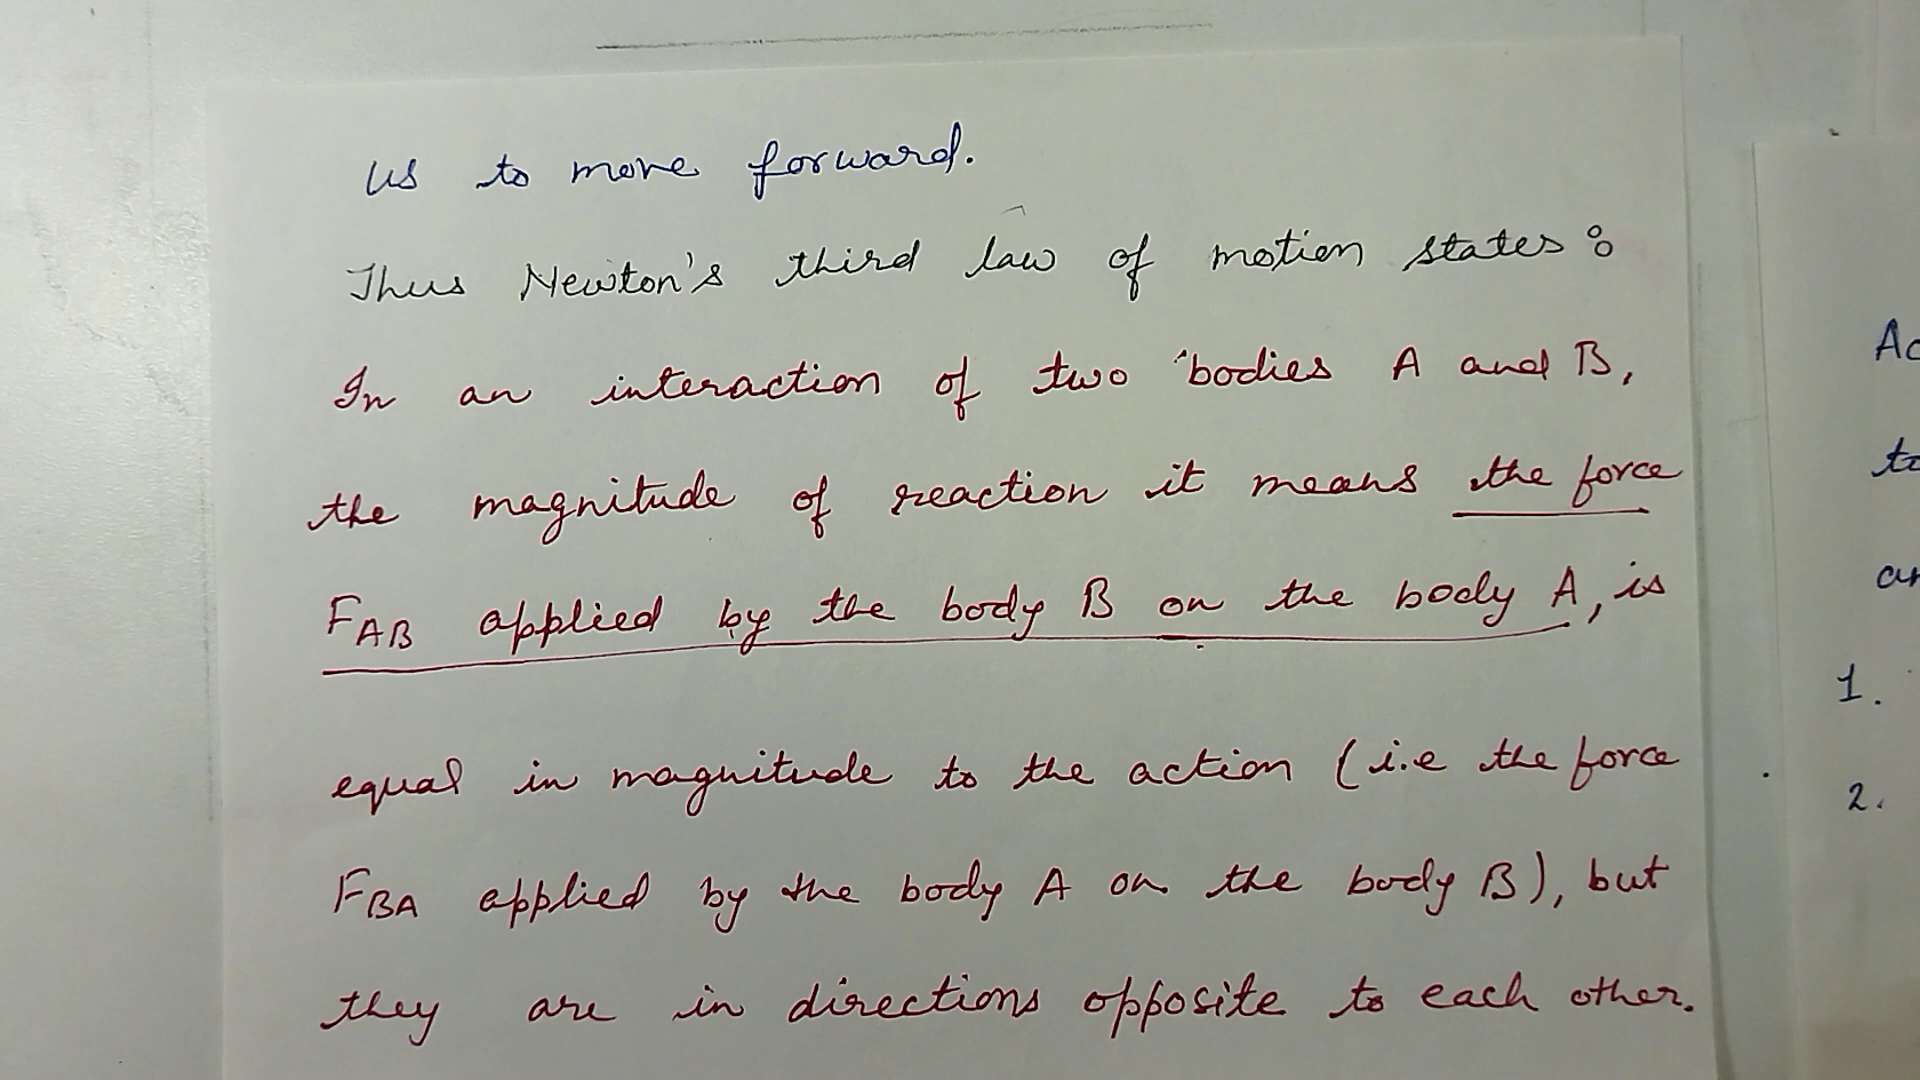 us to move forward.
Thus Newton's third law of motion states :
In an interaction of two bodies A and B,
the magnitude of reaction it means the force
FAB applied by the body B on the body A, is
equal in magnitude to the action (i.e the force
FBA applied by the body A on the body B), but
they are in directions opposite to each other.
Ac
to
an
1.
2.